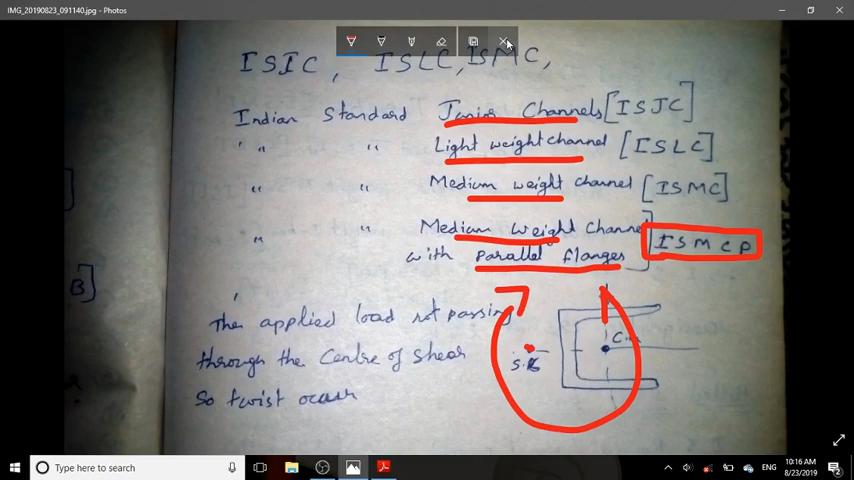 IMG_20190823_091140.jpg - Photos
ISIC, ISLC, ISMC,
Indian Standard Junior Channels [ISJC]
" " Light weight channel [ISLC]
" " Medium weight channel [ISMC]
" " Medium weight Channel
with parallel flanges] ISMCP
B]
The applied load not passing
through the Centre of Shear
So twist occur
C.G
S.C
Type here to search
ENG
10:16 AM
8/23/2019
2